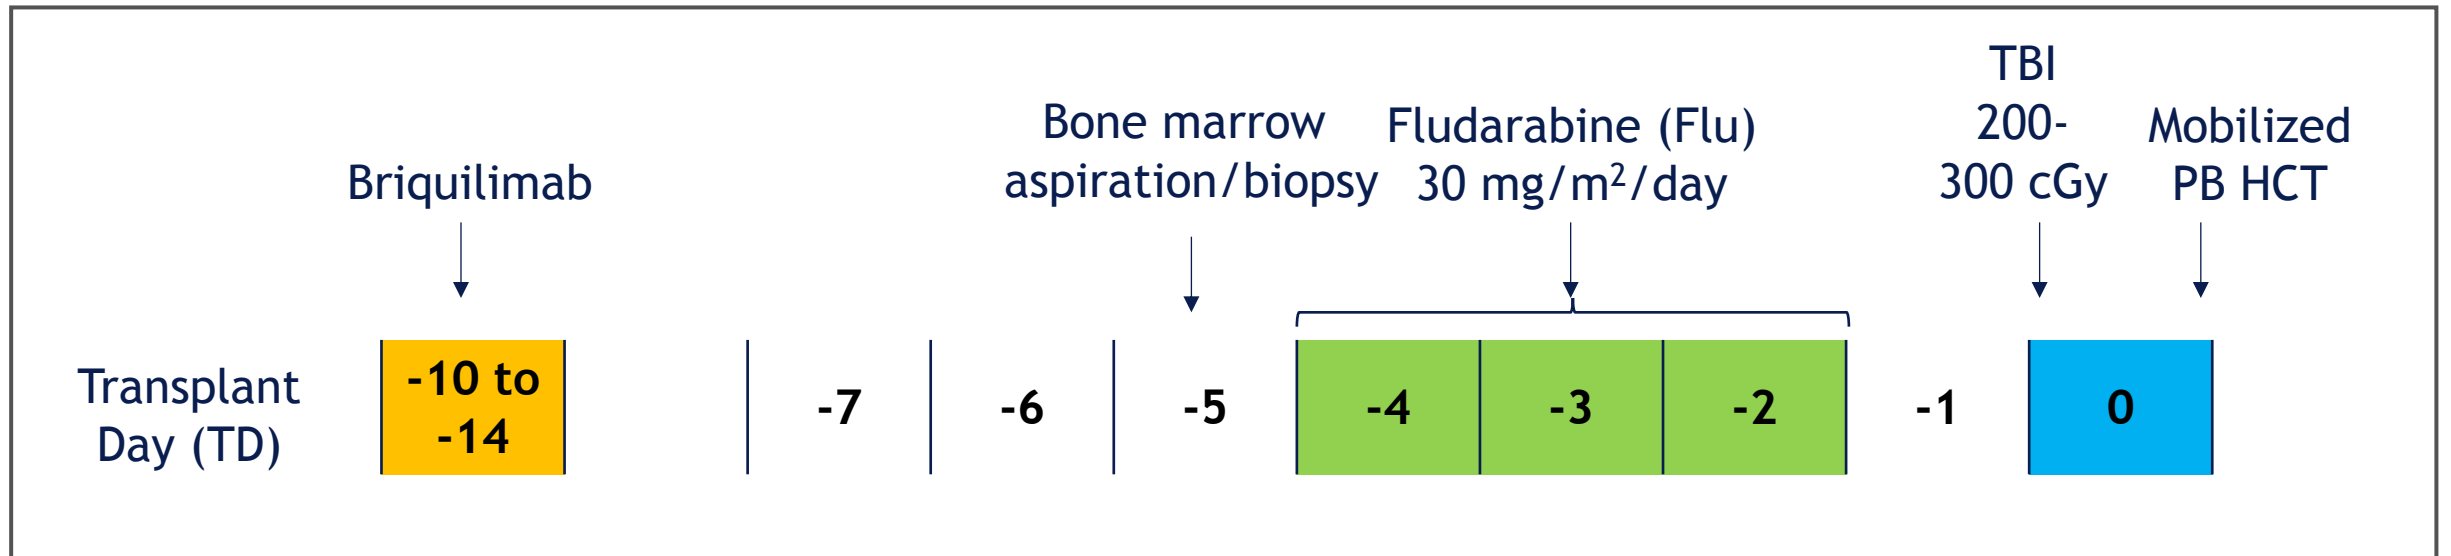 Briquilimab
Bone marrow
aspiration/biopsy
Fludarabine (Flu)
30 mg/m²/day
TBI
200-
300 cGy
Mobilized
PB HCT
Transplant
Day (TD)
-10 to
-14
-7
-6
-5
-4
-3
-2
-1
0